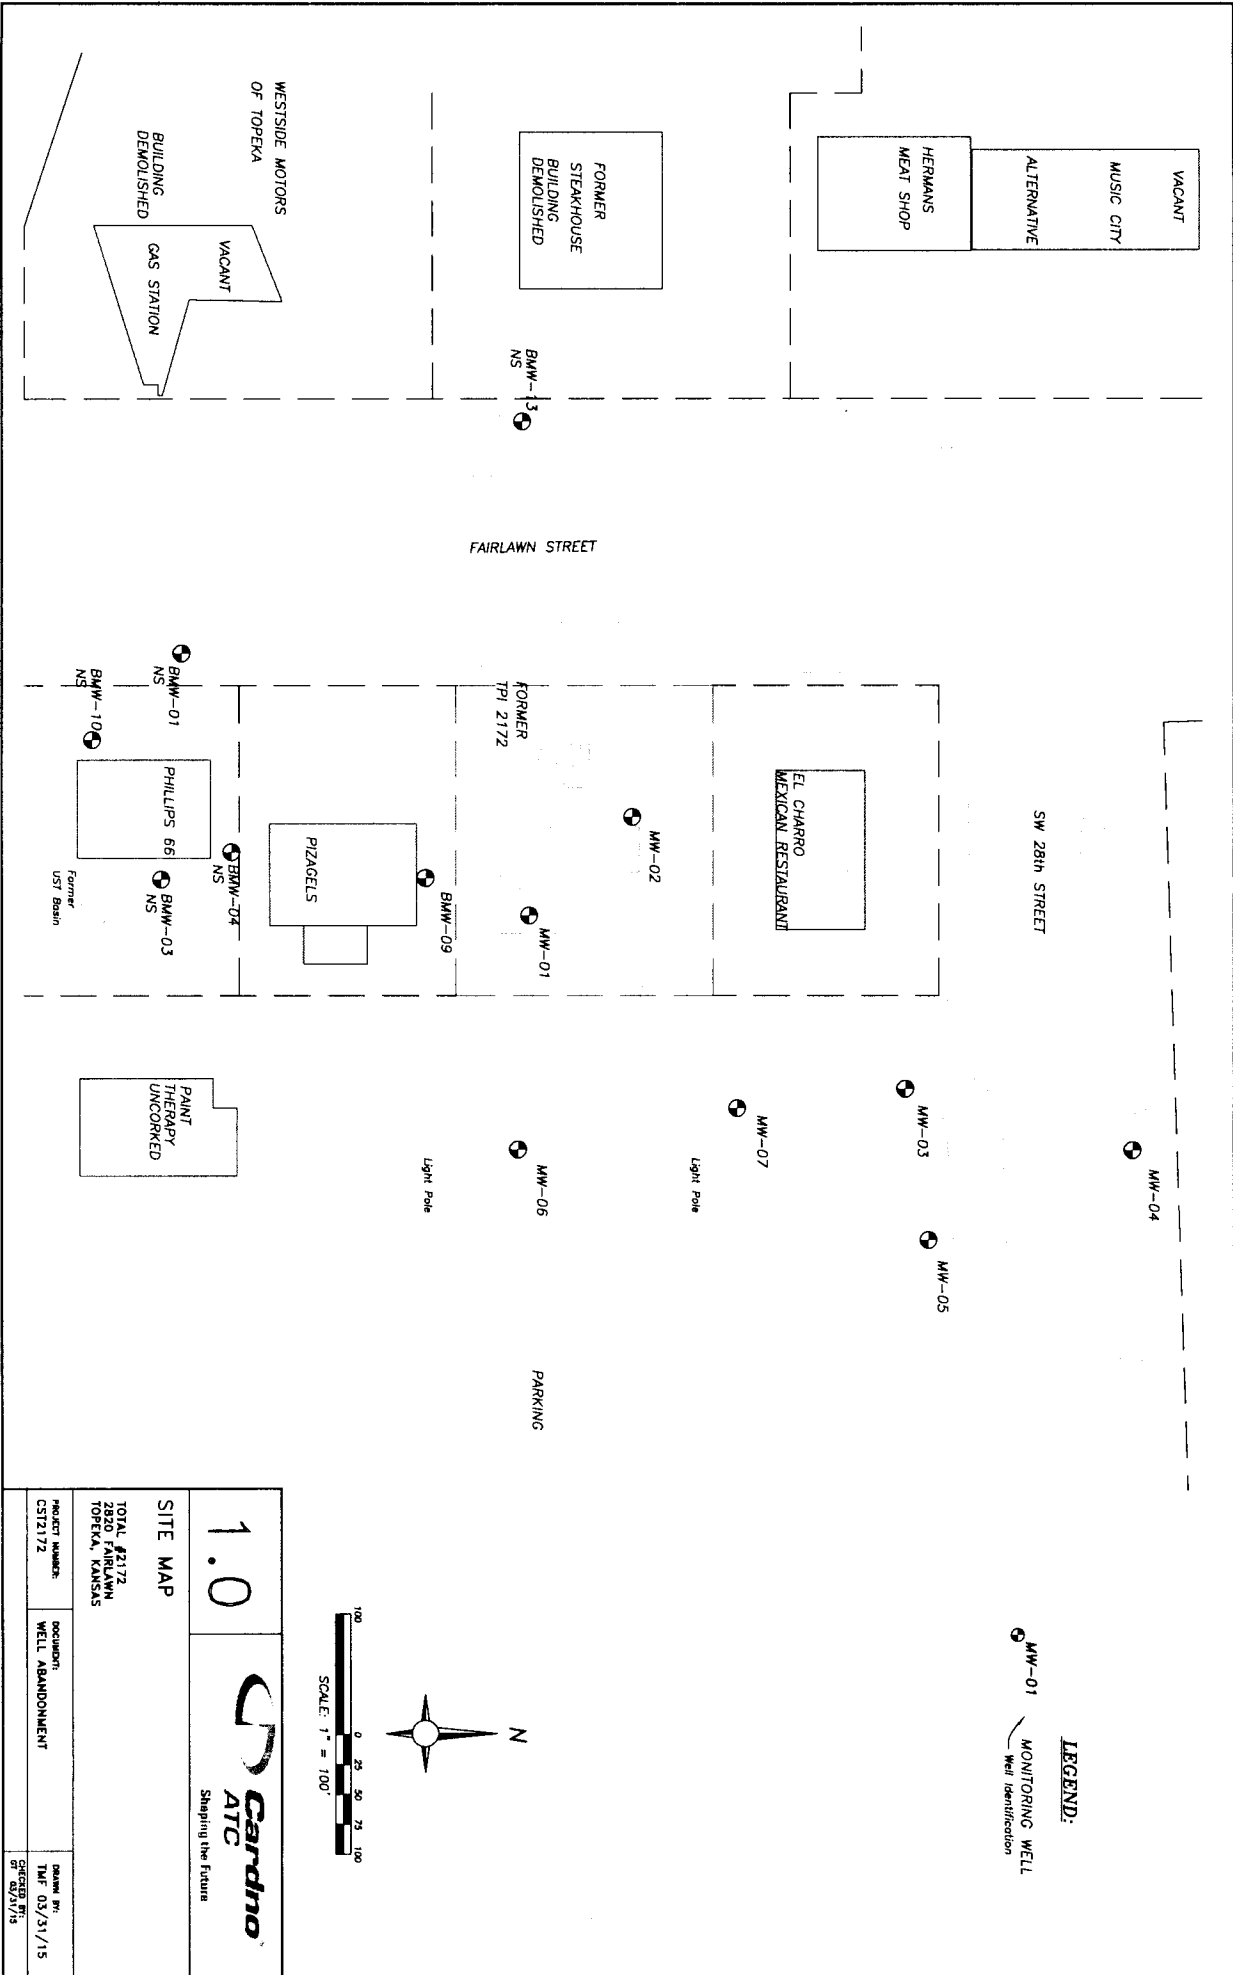 VACANT
MUSIC CITY
ALTERNATIVE
HERMANS
MEAT SHOP
FORMER
STEAKHOUSE
BUILDING
DEMOLISHED
WESTSIDE MOTORS
OF TOPEKA
BUILDING
DEMOLISHED
VACANT
GAS STATION
BMW-13
NS
FAIRLAWN STREET
SW 28th STREET
EL CHARRO
MEXICAN RESTAURANT
FORMER
TPI 2172
MW-02
MW-01
BMW-09
PIZAGELS
BMW-01
NS
BMW-10
NS
PHILLIPS 66
BMW-04
NS
BMW-03
NS
Former
UST Basin
MW-04
MW-03
MW-05
MW-07
Light Pole
MW-06
Light Pole
PAINT
THERAPY
UNCORKED
PARKING
LEGEND:
MW-01
MONITORING WELL
Well Identification
N
100 0 25 50 75 100
SCALE: 1" = 100'
1.0
Cardno
ATC
Shaping the Future
SITE MAP
TOTAL #2172
2820 FAIRLAWN
TOPEKA, KANSAS
PROJECT NUMBER:
CST2172
DOCUMENT:
WELL ABANDONMENT
DRAWN BY:
TMF 03/31/15
CHECKED BY:
GT 03/31/15